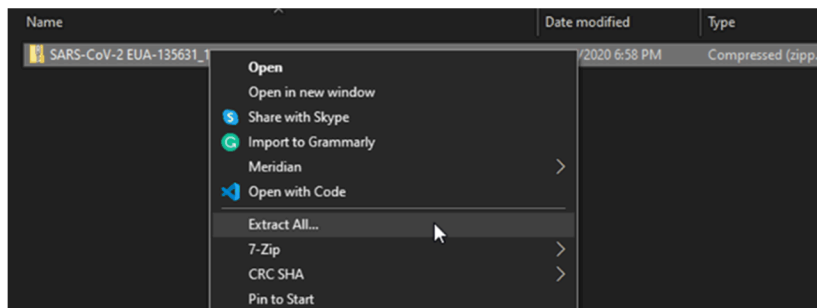 Name Date modified Type
SARS-CoV-2 EUA-135631_1 /2020 6:58 PM Compressed (zipp
Open
Open in new window
Share with Skype
Import to Grammarly
Meridian
Open with Code
Extract All...
7-Zip
CRC SHA
Pin to Start